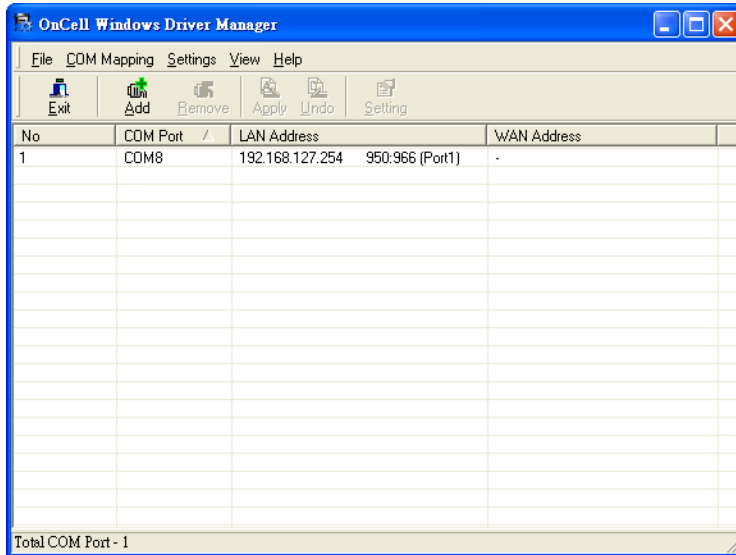 OnCell Windows Driver Manager
File COM Mapping Settings View Help
Exit Add Remove Apply Undo Setting
No COM Port LAN Address WAN Address
1 COM8 192.168.127.254 950:966 (Port1) -
Total COM Port - 1